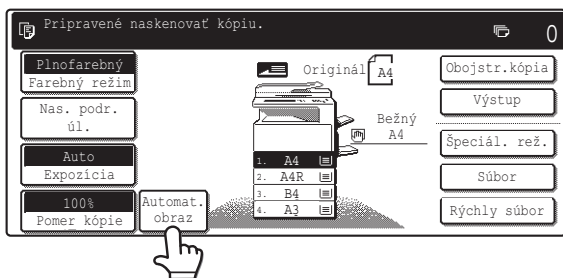 Pripravené naskenovať kópiu.
0
Plnofarebný
Farebný režim
Nas. podr.
úl.
Auto
Expozícia
100%
Pomer kópie
Automat.
obraz
Originál
A4
Bežný
A4
1. A4
2. A4R
3. B4
4. A3
Obojstr.kópia
Výstup
Špeciál. rež.
Súbor
Rýchly súbor